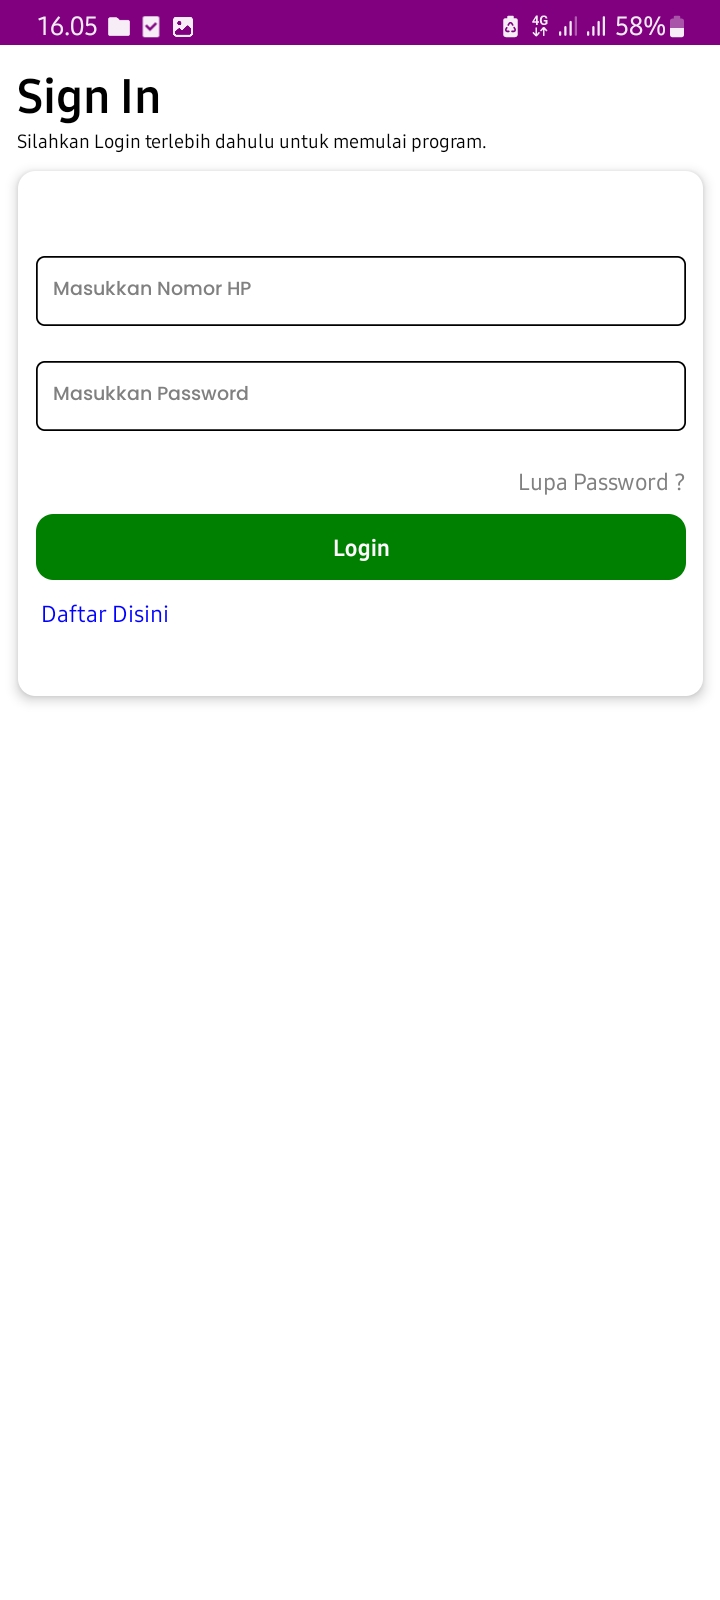 16.05 4G 58%
Sign In
Silahkan Login terlebih dahulu untuk memulai program.
Masukkan Nomor HP
Masukkan Password
Lupa Password ?
Login
Daftar Disini